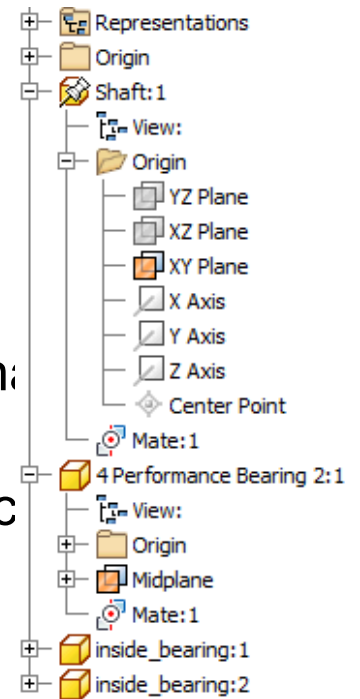 Representations
Origin
Shaft:1
View:
Origin
YZ Plane
XZ Plane
XY Plane
X Axis
Y Axis
Z Axis
Center Point
Mate:1
4 Performance Bearing 2:1
View:
Origin
Midplane
Mate:1
inside_bearing:1
inside_bearing:2